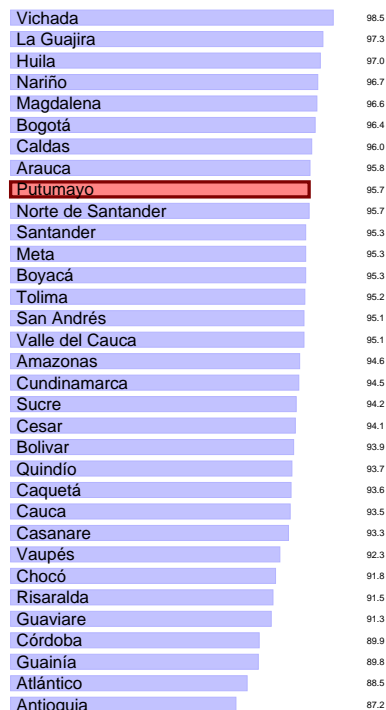 Vichada 98.5
La Guajira 97.3
Huila 97.0
Nariño 96.7
Magdalena 96.6
Bogotá 96.4
Caldas 96.0
Arauca 95.8
Putumayo 95.7
Norte de Santander 95.7
Santander 95.3
Meta 95.3
Boyacá 95.3
Tolima 95.2
San Andrés 95.1
Valle del Cauca 95.1
Amazonas 94.6
Cundinamarca 94.5
Sucre 94.2
Cesar 94.1
Bolivar 93.9
Quindío 93.7
Caquetá 93.6
Cauca 93.5
Casanare 93.3
Vaupés 92.3
Chocó 91.8
Risaralda 91.5
Guaviare 91.3
Córdoba 89.9
Guainía 89.8
Atlántico 88.5
Antioquia 87.2